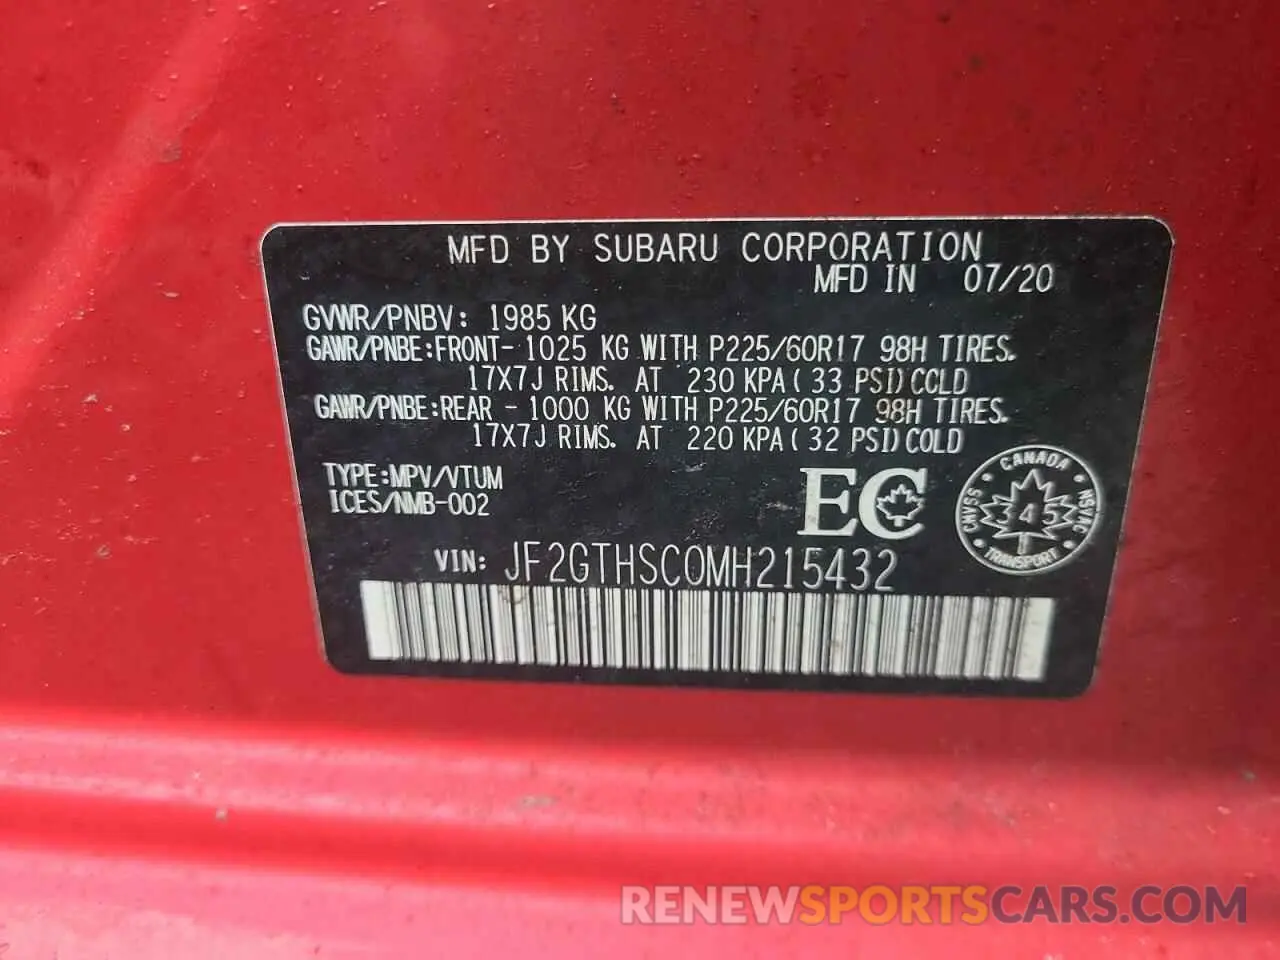 MFD BY SUBARU CORPORATION
MFD IN 07/20
GVWR/PNBV: 1985 KG
GAWR/PNBE:FRONT- 1025 KG WITH P225/60R17 98H TIRES.
17X7J RIMS. AT 230 KPA( 33 PSI) COLD
GAWR/PNBE:REAR - 1000 KG WITH P225/60R17 98H TIRES.
17X7J RIMS. AT 220 KPA( 32 PSI) COLD
TYPE:MPV/VTUM
ICES/NMB-002
EC
CANADA
CMVSS
NSVAC
345
TRANSPORT
VIN: JF2GTHSC0MH215432
RENEWSPORTSCARS.COM